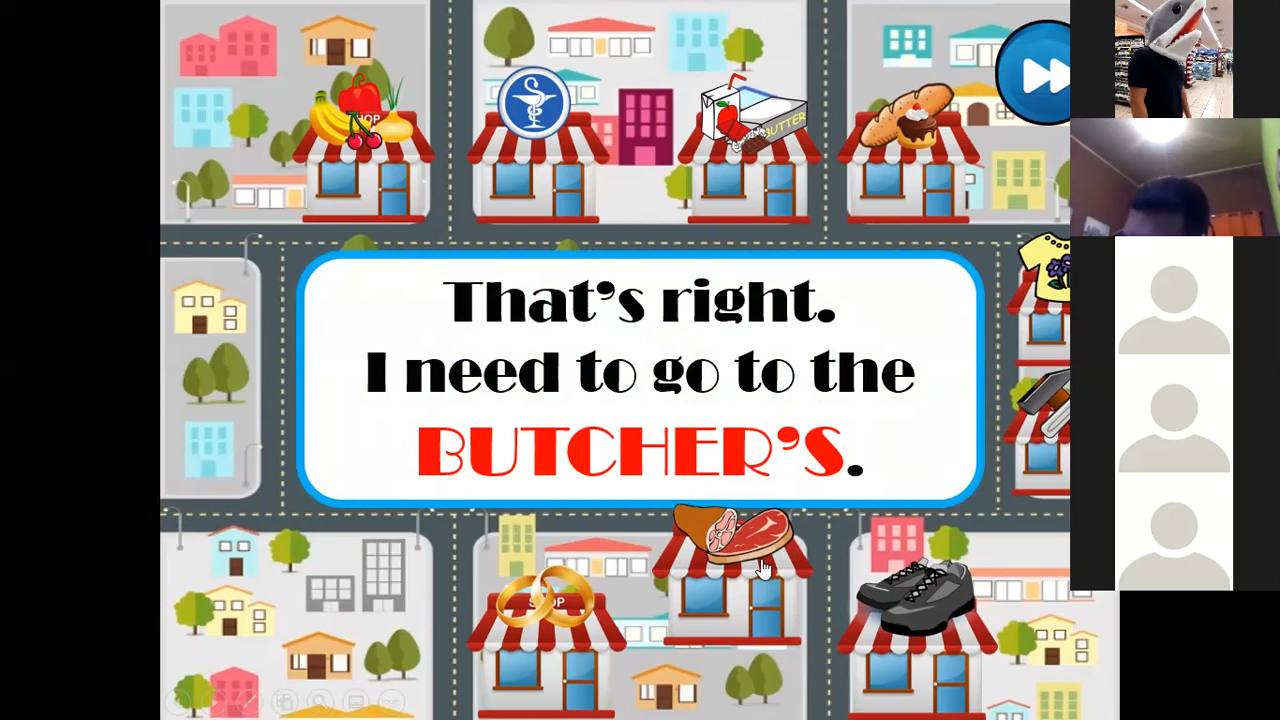 SHOP
BUTTER
That's right.
I need to go to the
BUTCHER'S.
SHOP